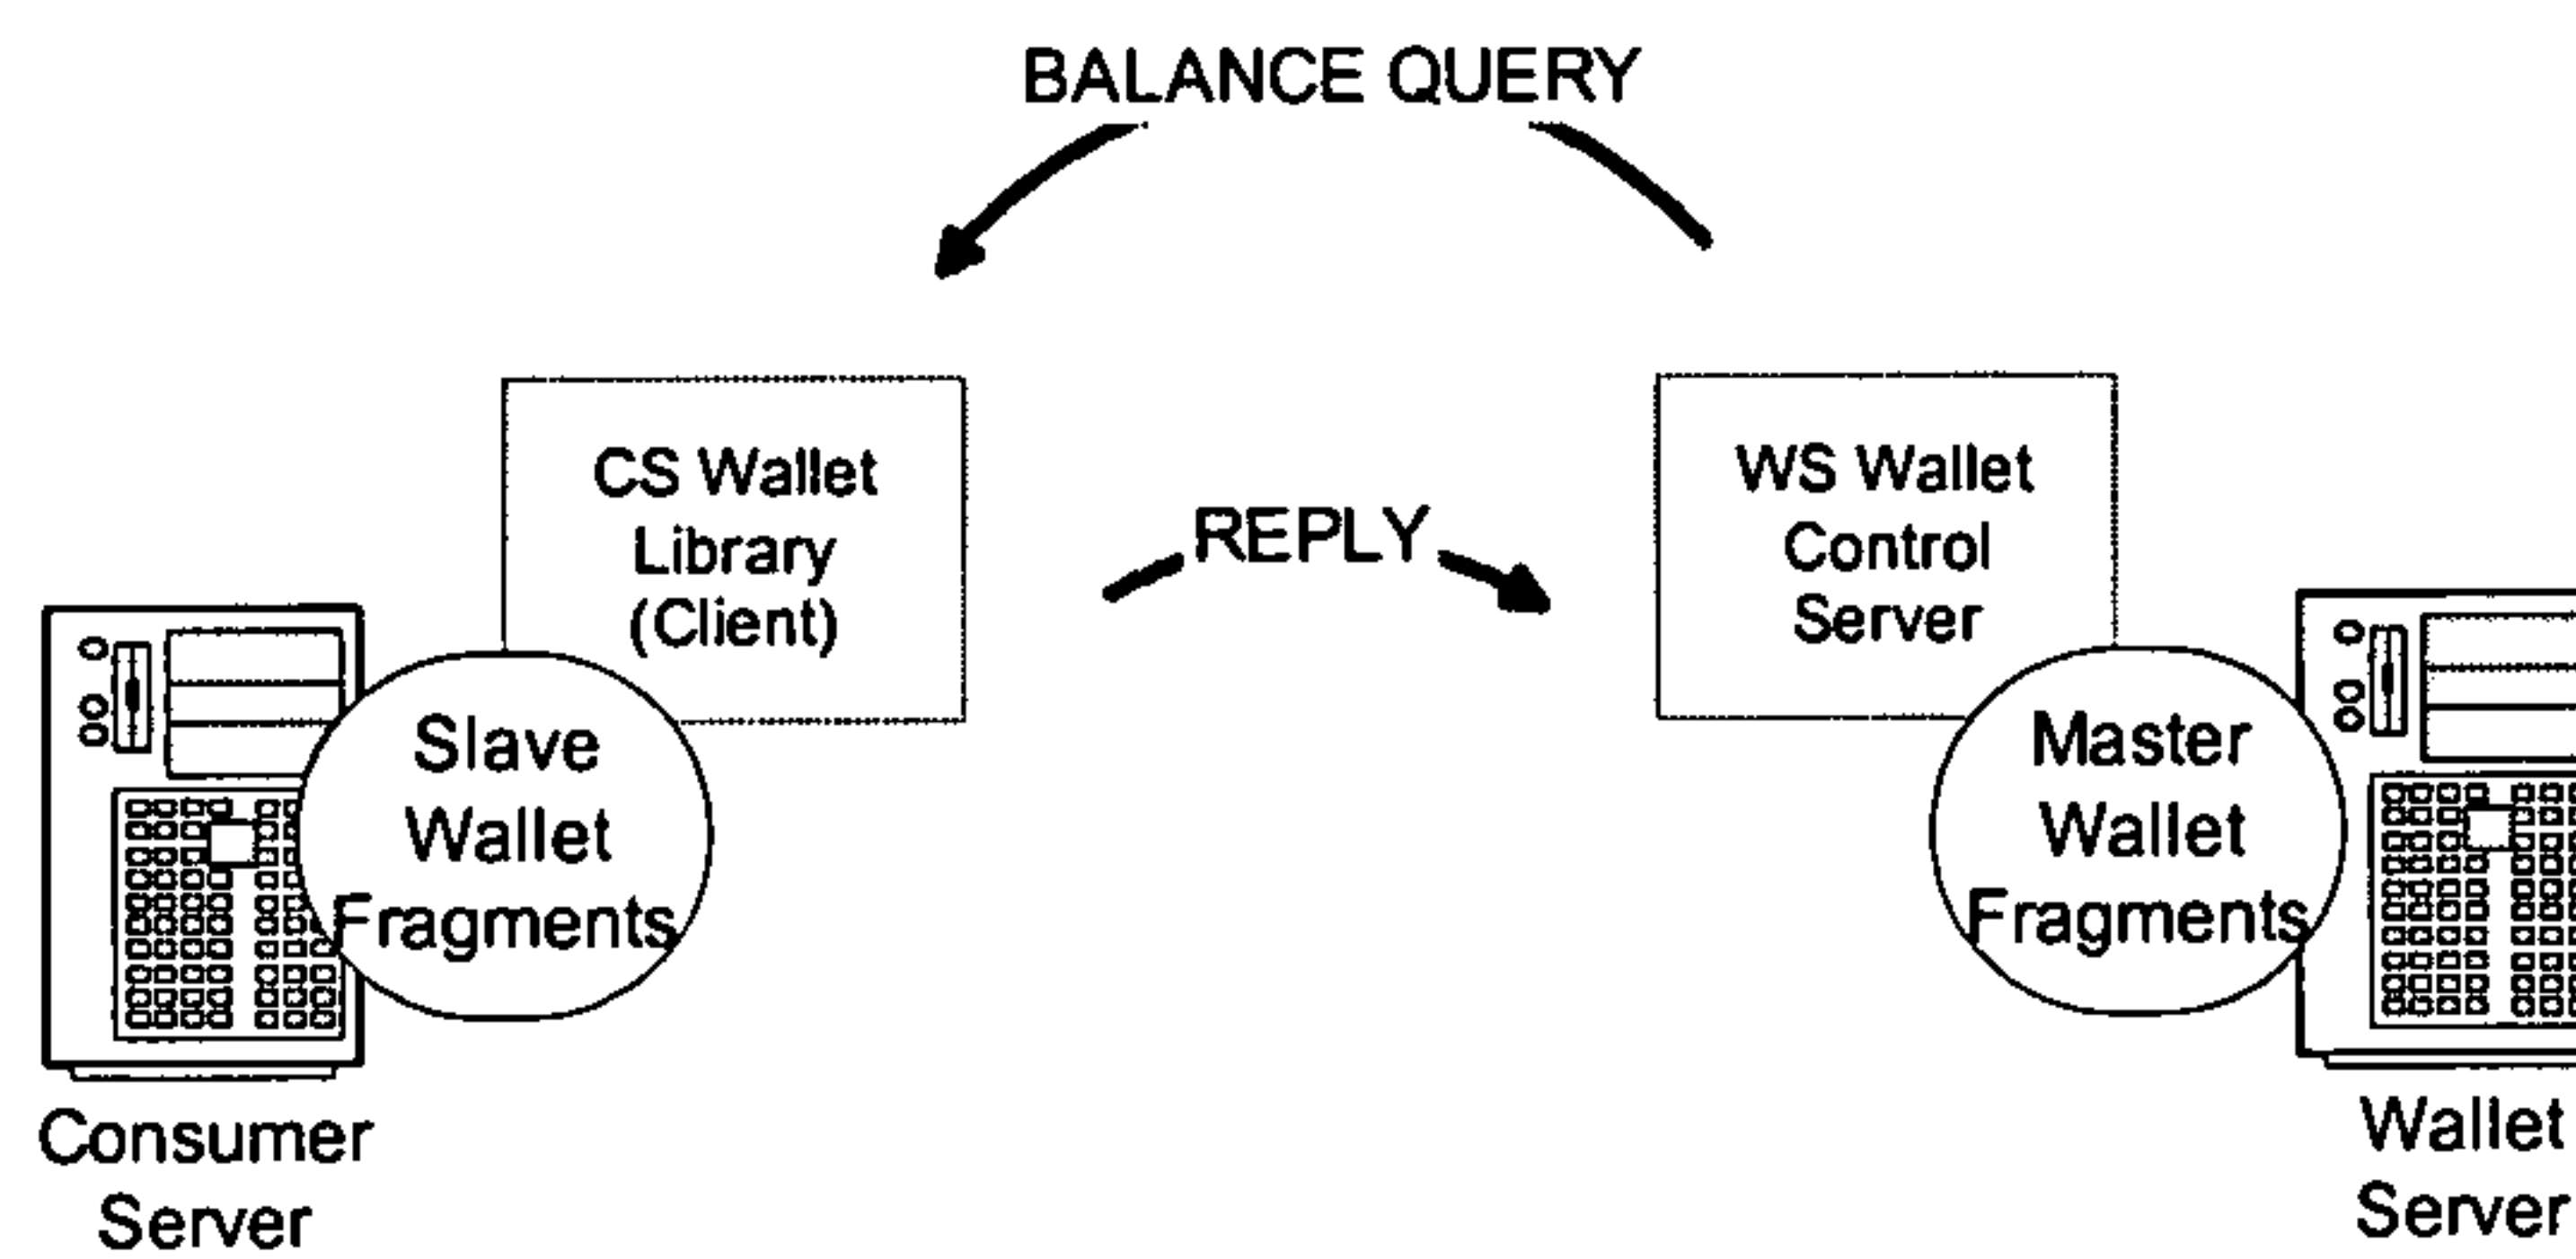 BALANCE QUERY
CS Wallet
Library
(Client)
REPLY
WS Wallet
Control
Server
Slave
Wallet
Fragments
Master
Wallet
Fragments
Consumer
Server
Wallet
Server